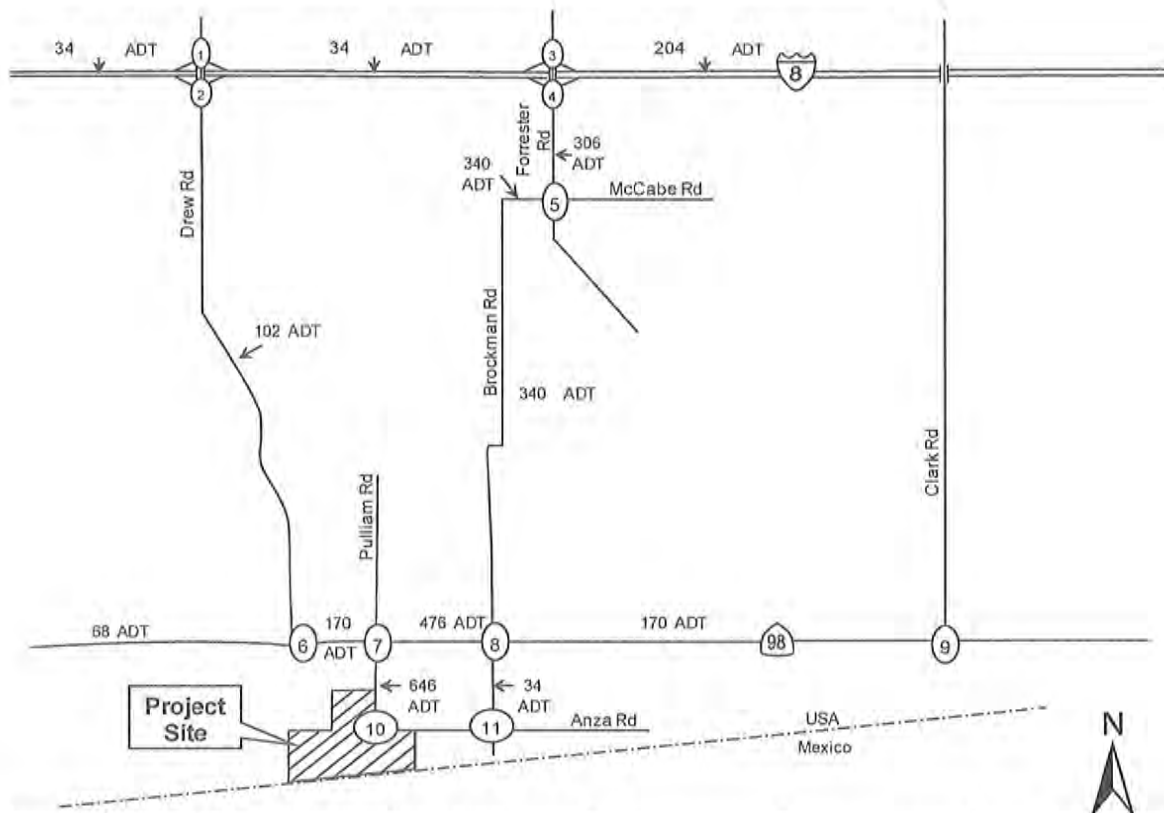 34 ADT
34 ADT
204 ADT
1
3
8
2
4
Forrester
Rd
306
ADT
340
ADT
5
McCabe Rd
Drew Rd
102 ADT
Brockman Rd
340 ADT
Clark Rd
Pulliam Rd
68 ADT
6
170
ADT
7
476 ADT
8
170 ADT
98
9
Project
Site
646
ADT
34
ADT
10
11
Anza Rd
USA
Mexico
N